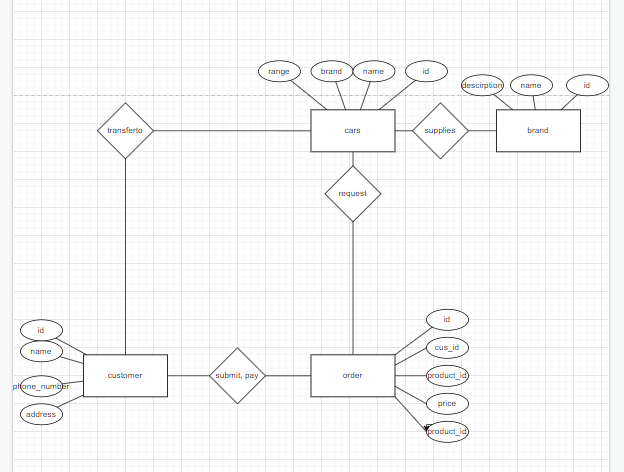 range
brand
name
id
descirption
name
id
transferto
cars
supplies
brand
request
id
name
phone_number
address
customer
submit, pay
order
id
cus_id
product_id
price
product_id